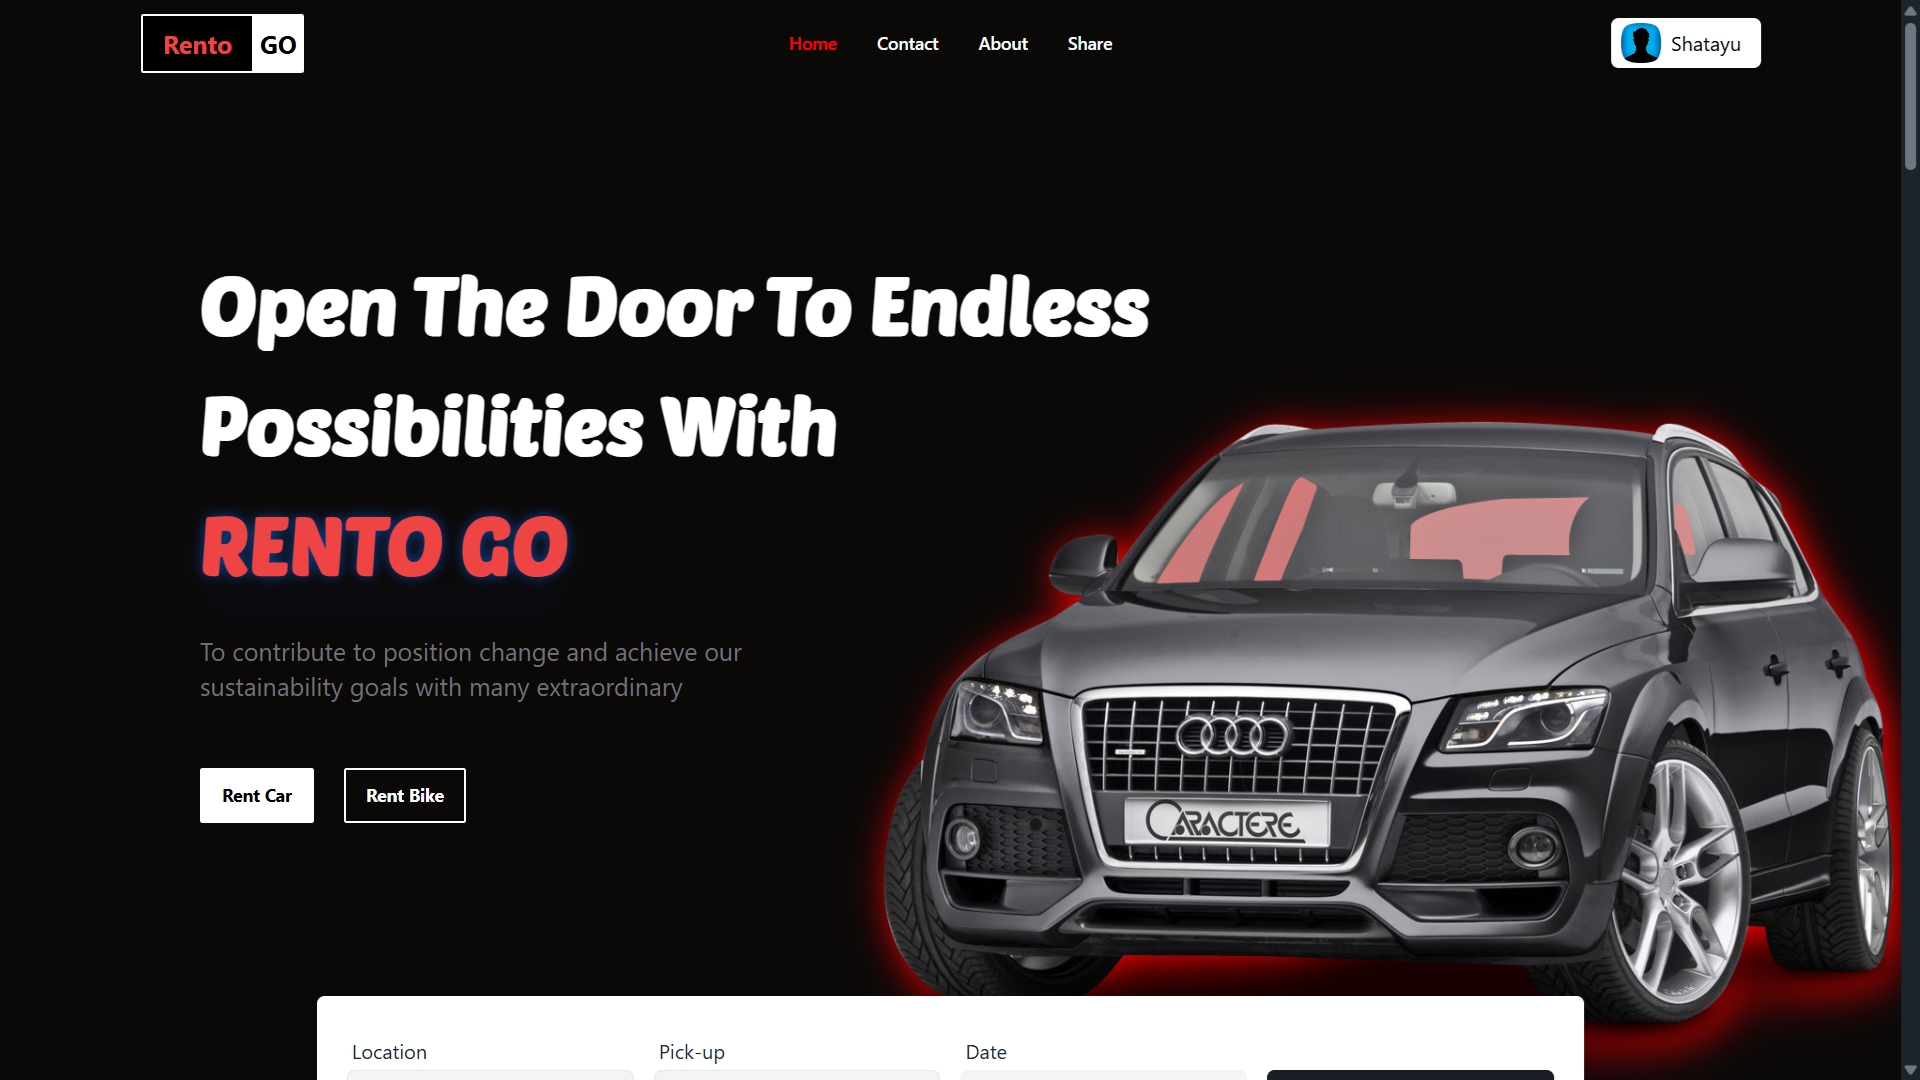 Rento GO
Home Contact About Share
Shatayu
Open The Door To Endless
Possibilities With
RENTO GO
To contribute to position change and achieve our
sustainability goals with many extraordinary
Rent Car Rent Bike
CARACTERE
Location Pick-up Date